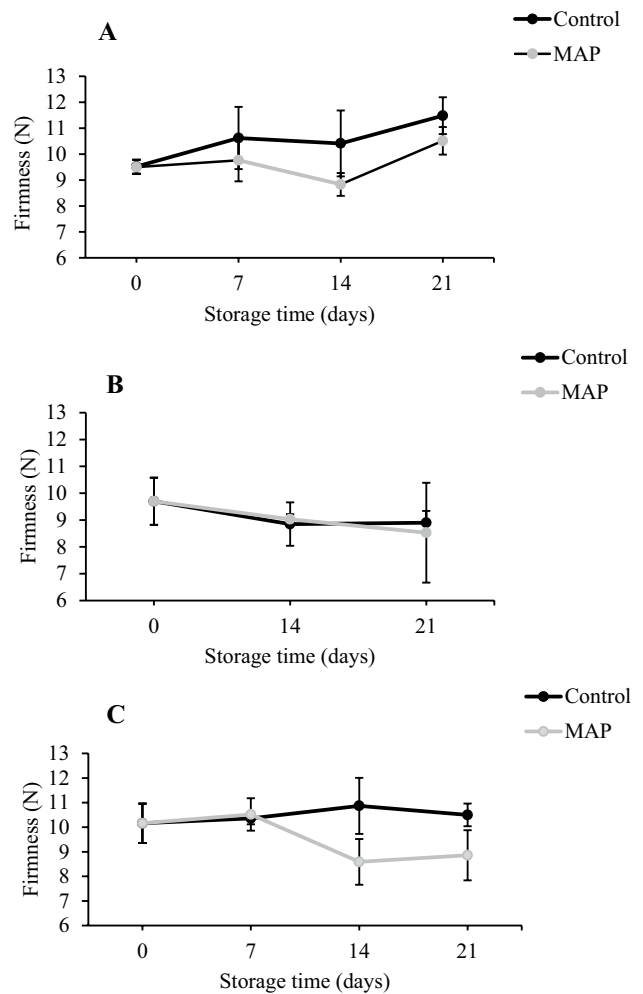 A
Control
MAP
13
12
11
10
9
8
7
6
Firmness (N)
0 7 14 21
Storage time (days)
B
Control
MAP
13
12
11
10
9
8
7
6
Firmness (N)
0 14 21
Storage time (days)
C
Control
MAP
13
12
11
10
9
8
7
6
Firmness (N)
0 7 14 21
Storage time (days)